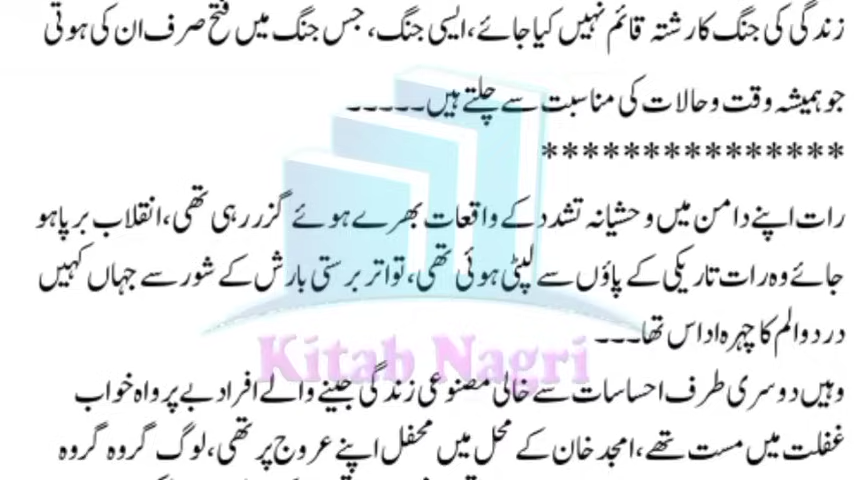 زندگی کی جنگ کا رشتہ قائم نہیں کیا جائے، ایسی جنگ، جس جنگ میں فتح صرف ان کی ہوتی
جو ہمیشہ وقت و حالات کی مناسبت سے چلتے ہیں۔۔۔۔۔
***************
رات اپنے دامن میں وحشیانہ تشدد کے واقعات بھرے ہوئے گزر رہی تھی، انقلاب برپا ہو
جائے وہ رات تاریکی کے پاؤں سے لپٹی ہوئی تھی، تواتر برستی بارش کے شور سے جہاں کہیں
درد والم کا چہرہ اداس تھا۔۔۔
Kitab Nagri
وہیں دوسری طرف احساسات سے خالی مصنوعی زندگی جینے والے افراد بے پرواہ خواب
غفلت میں مست تھے، امجد خان کے محل میں محفل اپنے عروج پر تھی، لوگ گروہ گروہ